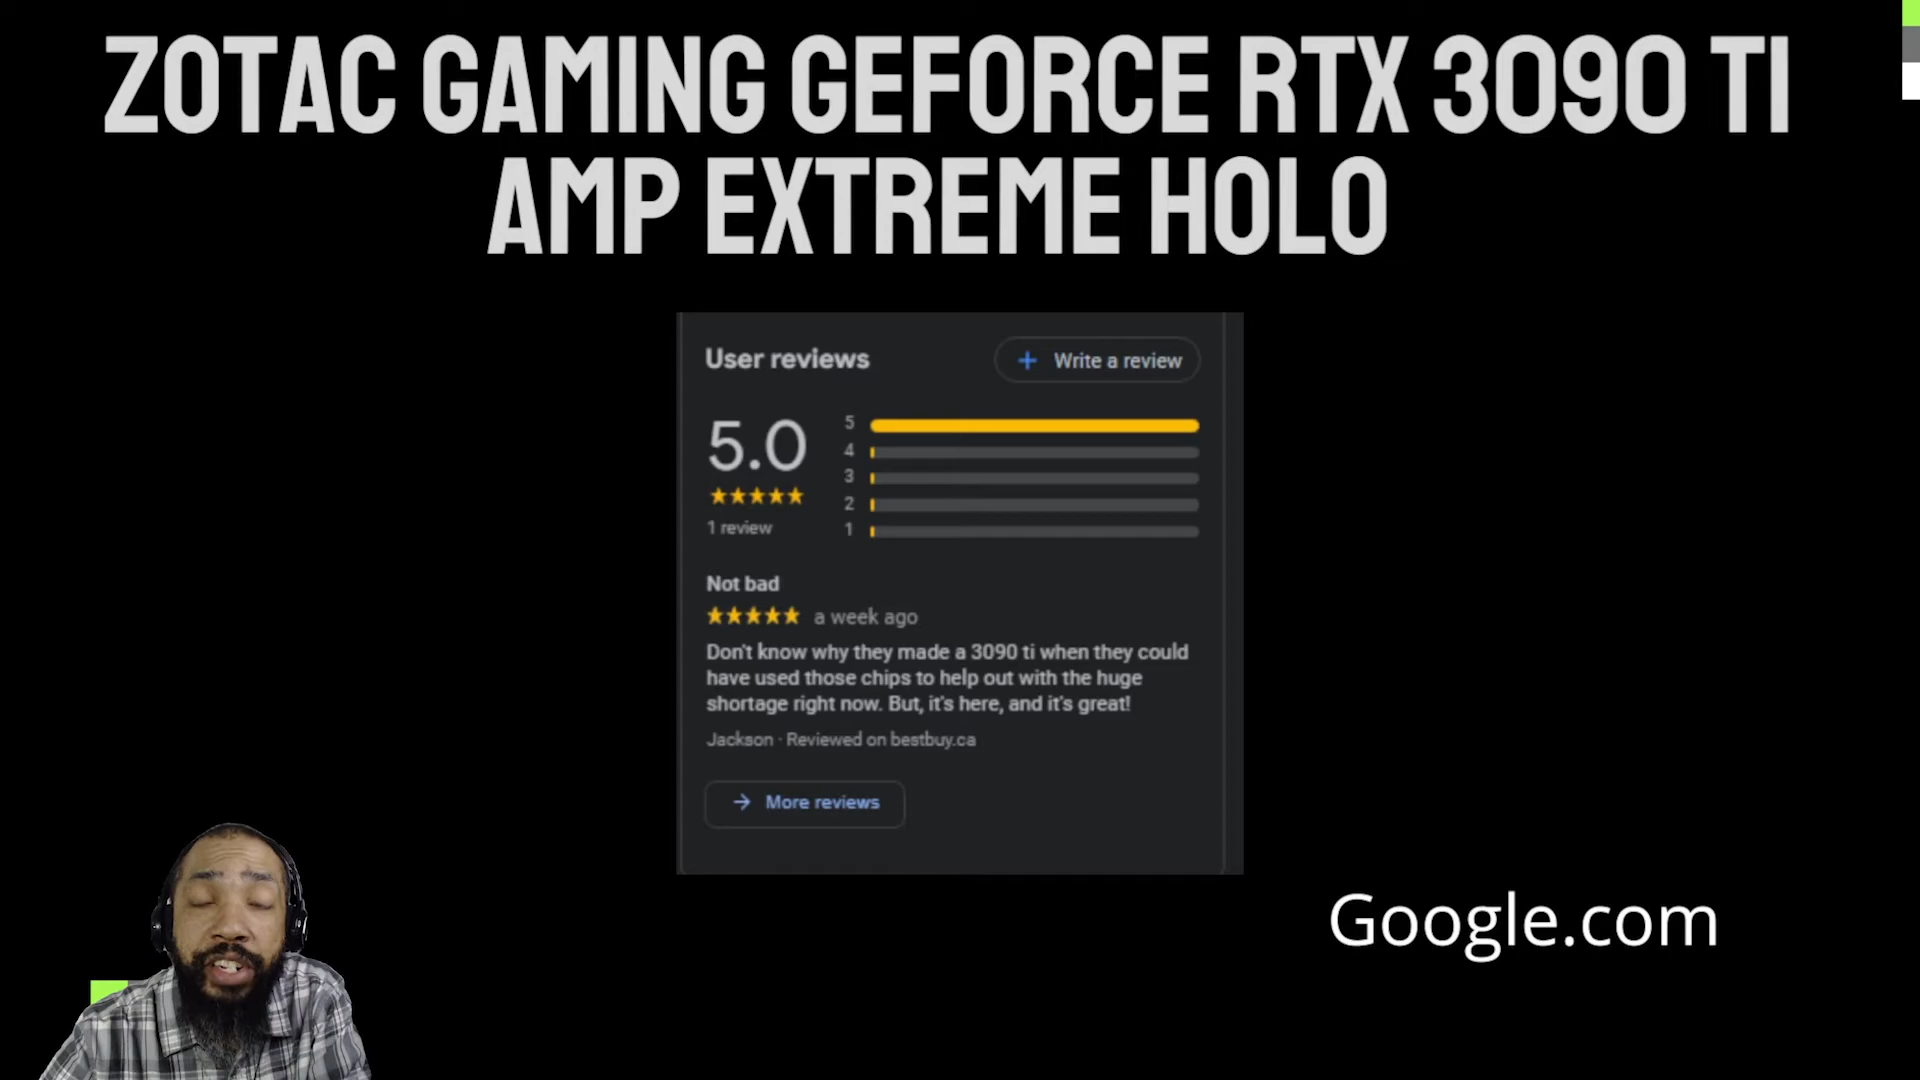 ZOTAC GAMING GEFORCE RTX 3090 TI
AMP EXTREME HOLO
User reviews
+ Write a review
5.0
5
4
3
2
1
1 review
Not bad
a week ago
Don't know why they made a 3090 ti when they could
have used those chips to help out with the huge
shortage right now. But, it's here, and it's great!
Jackson · Reviewed on bestbuy.ca
→ More reviews
Google.com